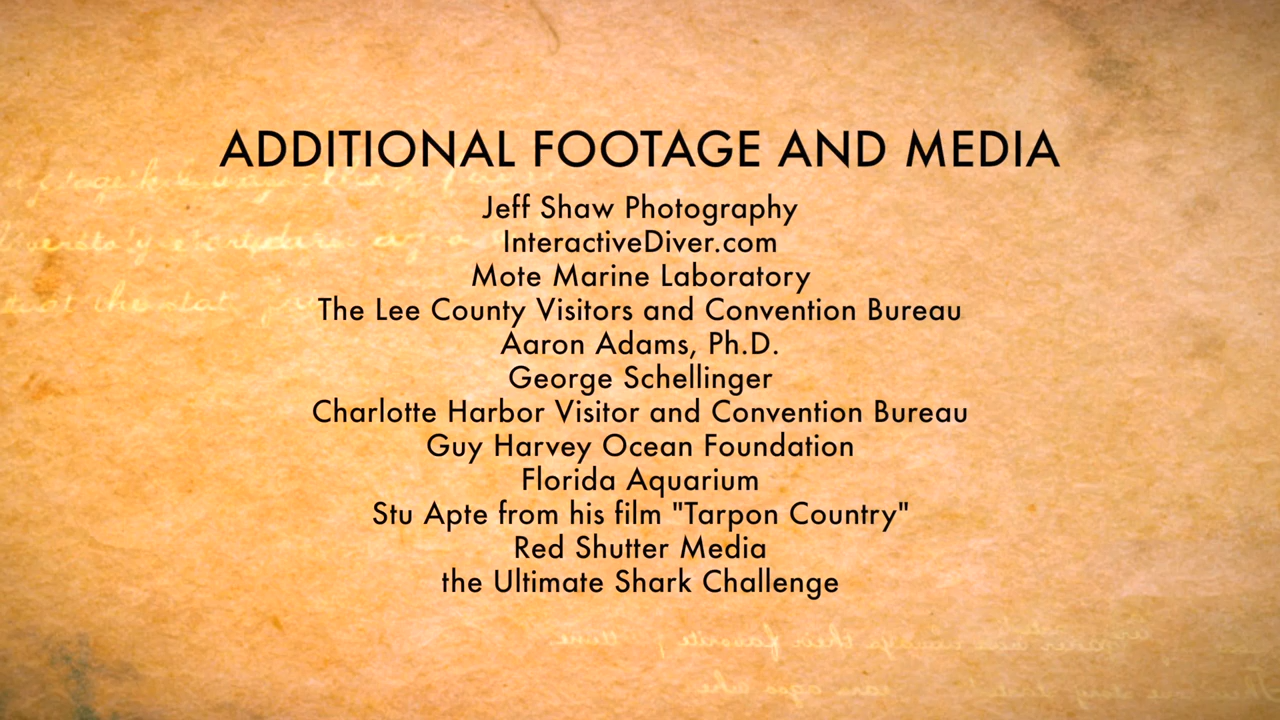 ADDITIONAL FOOTAGE AND MEDIA
Jeff Shaw Photography
InteractiveDiver.com
Mote Marine Laboratory
The Lee County Visitors and Convention Bureau
Aaron Adams, Ph.D.
George Schellinger
Charlotte Harbor Visitor and Convention Bureau
Guy Harvey Ocean Foundation
Florida Aquarium
Stu Apte from his film "Tarpon Country"
Red Shutter Media
the Ultimate Shark Challenge